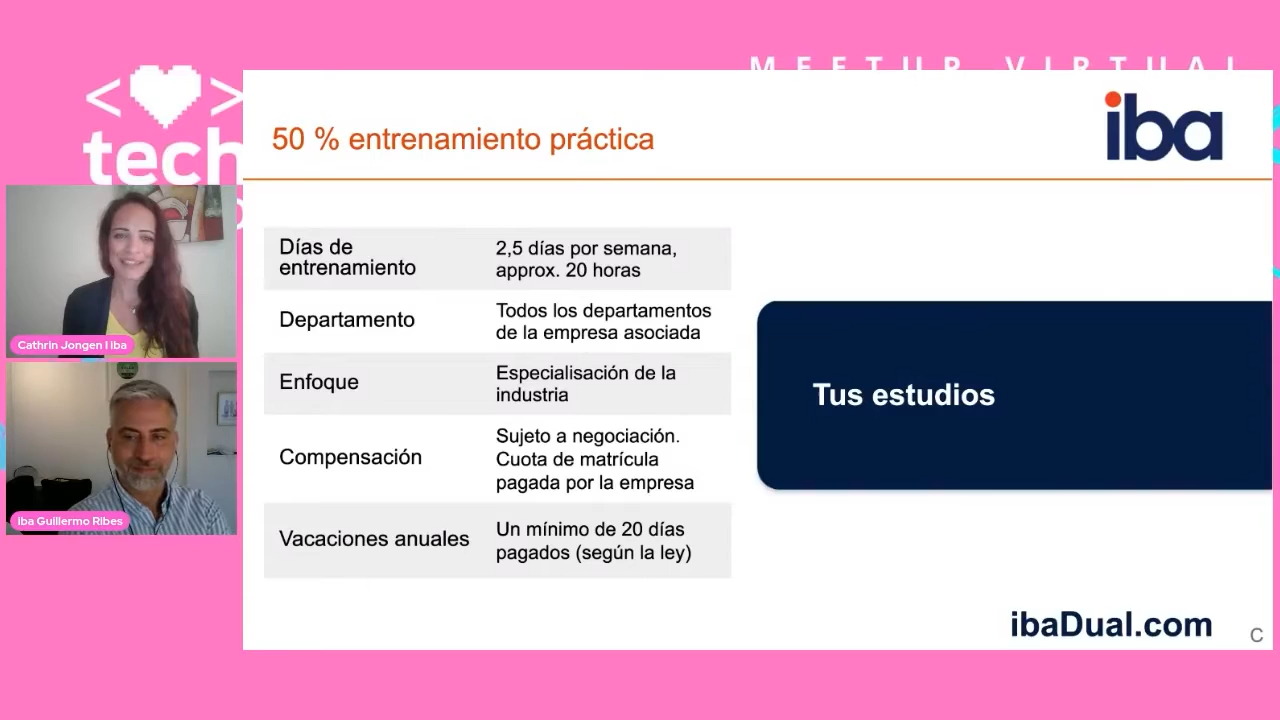 MEETUP VIRTUAL
< >
tech
iba
50 % entrenamiento práctica
Días de
entrenamiento
2,5 días por semana,
approx. 20 horas
Departamento
Todos los departamentos
de la empresa asociada
Enfoque
Especialisación de la
industria
Compensación
Sujeto a negociación.
Cuota de matrícula
pagada por la empresa
Vacaciones anuales
Un mínimo de 20 días
pagados (según la ley)
Tus estudios
ibaDual.com
C
Cathrin Jongen I iba
iba Guillermo Ribes